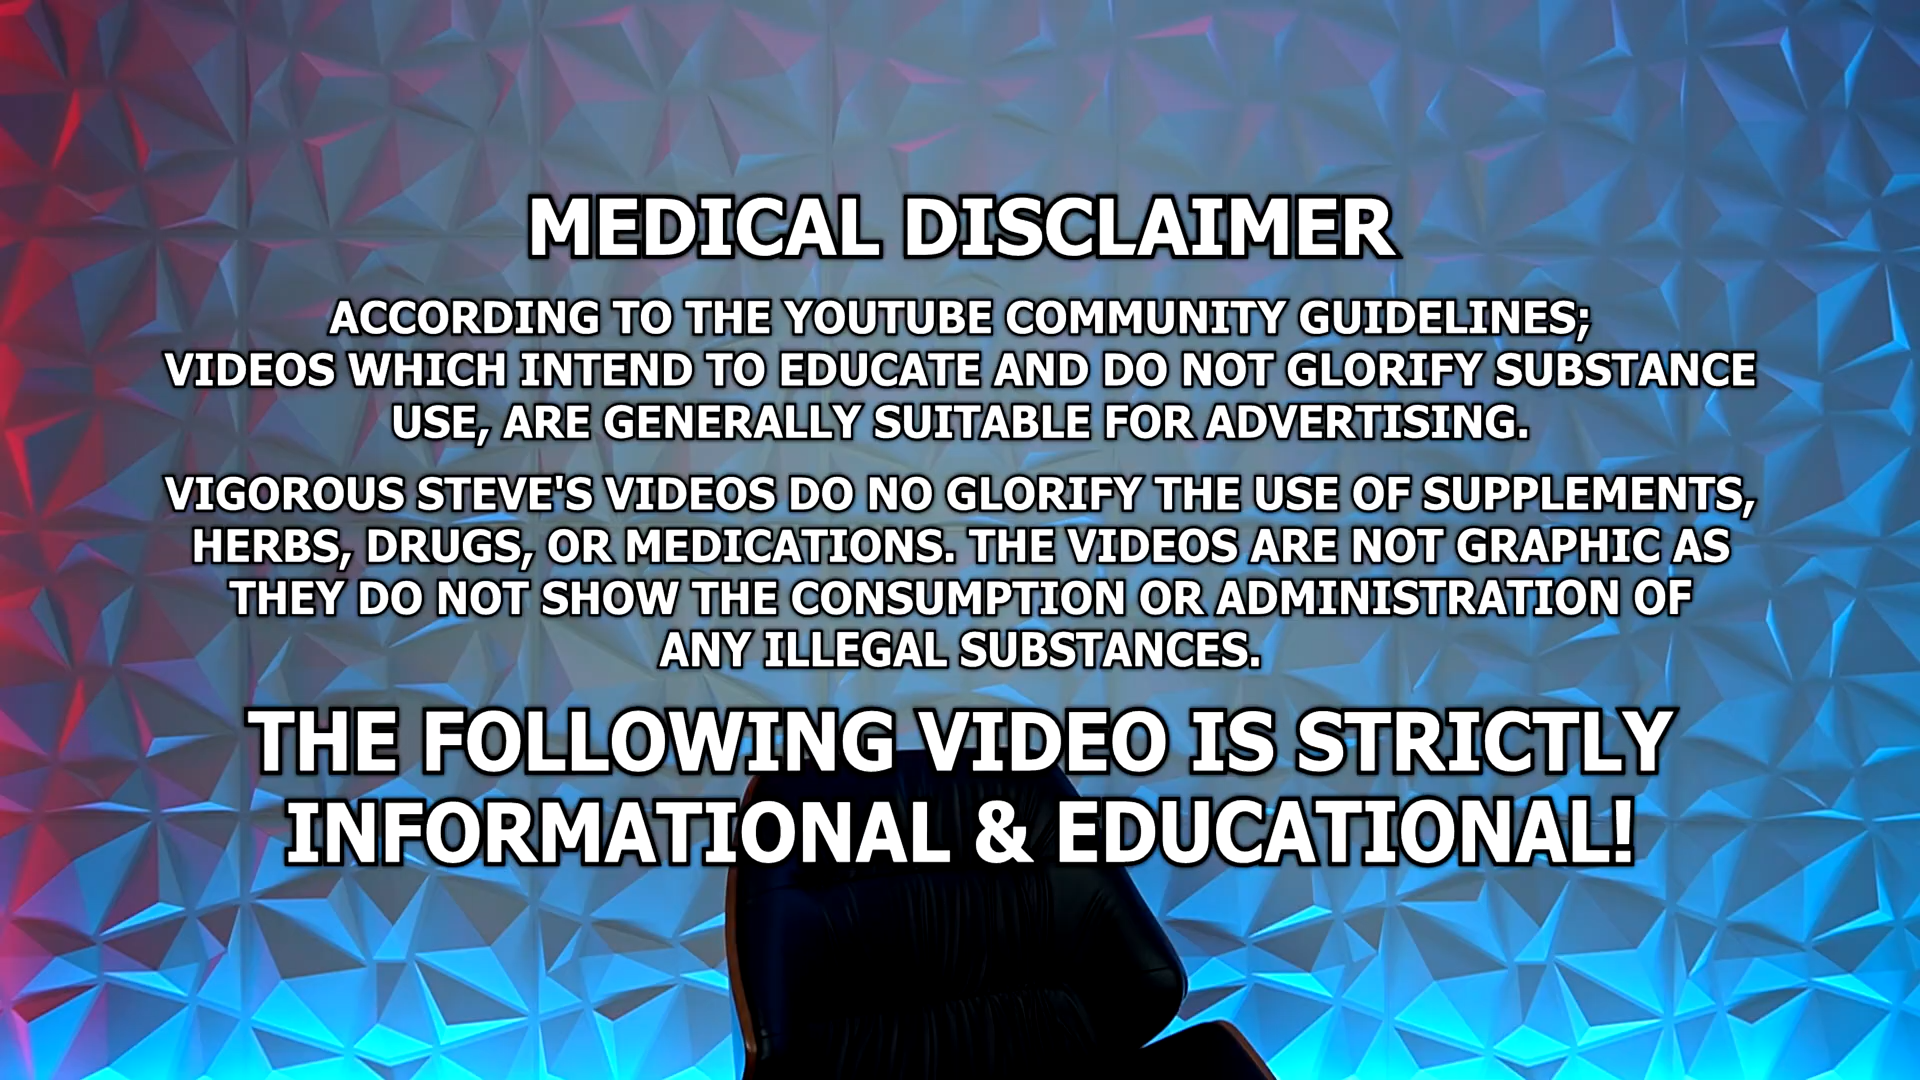 MEDICAL DISCLAIMER
ACCORDING TO THE YOUTUBE COMMUNITY GUIDELINES;
VIDEOS WHICH INTEND TO EDUCATE AND DO NOT GLORIFY SUBSTANCE
USE, ARE GENERALLY SUITABLE FOR ADVERTISING.
VIGOROUS STEVE'S VIDEOS DO NO GLORIFY THE USE OF SUPPLEMENTS,
HERBS, DRUGS, OR MEDICATIONS. THE VIDEOS ARE NOT GRAPHIC AS
THEY DO NOT SHOW THE CONSUMPTION OR ADMINISTRATION OF
ANY ILLEGAL SUBSTANCES.
THE FOLLOWING VIDEO IS STRICTLY
INFORMATIONAL & EDUCATIONAL!